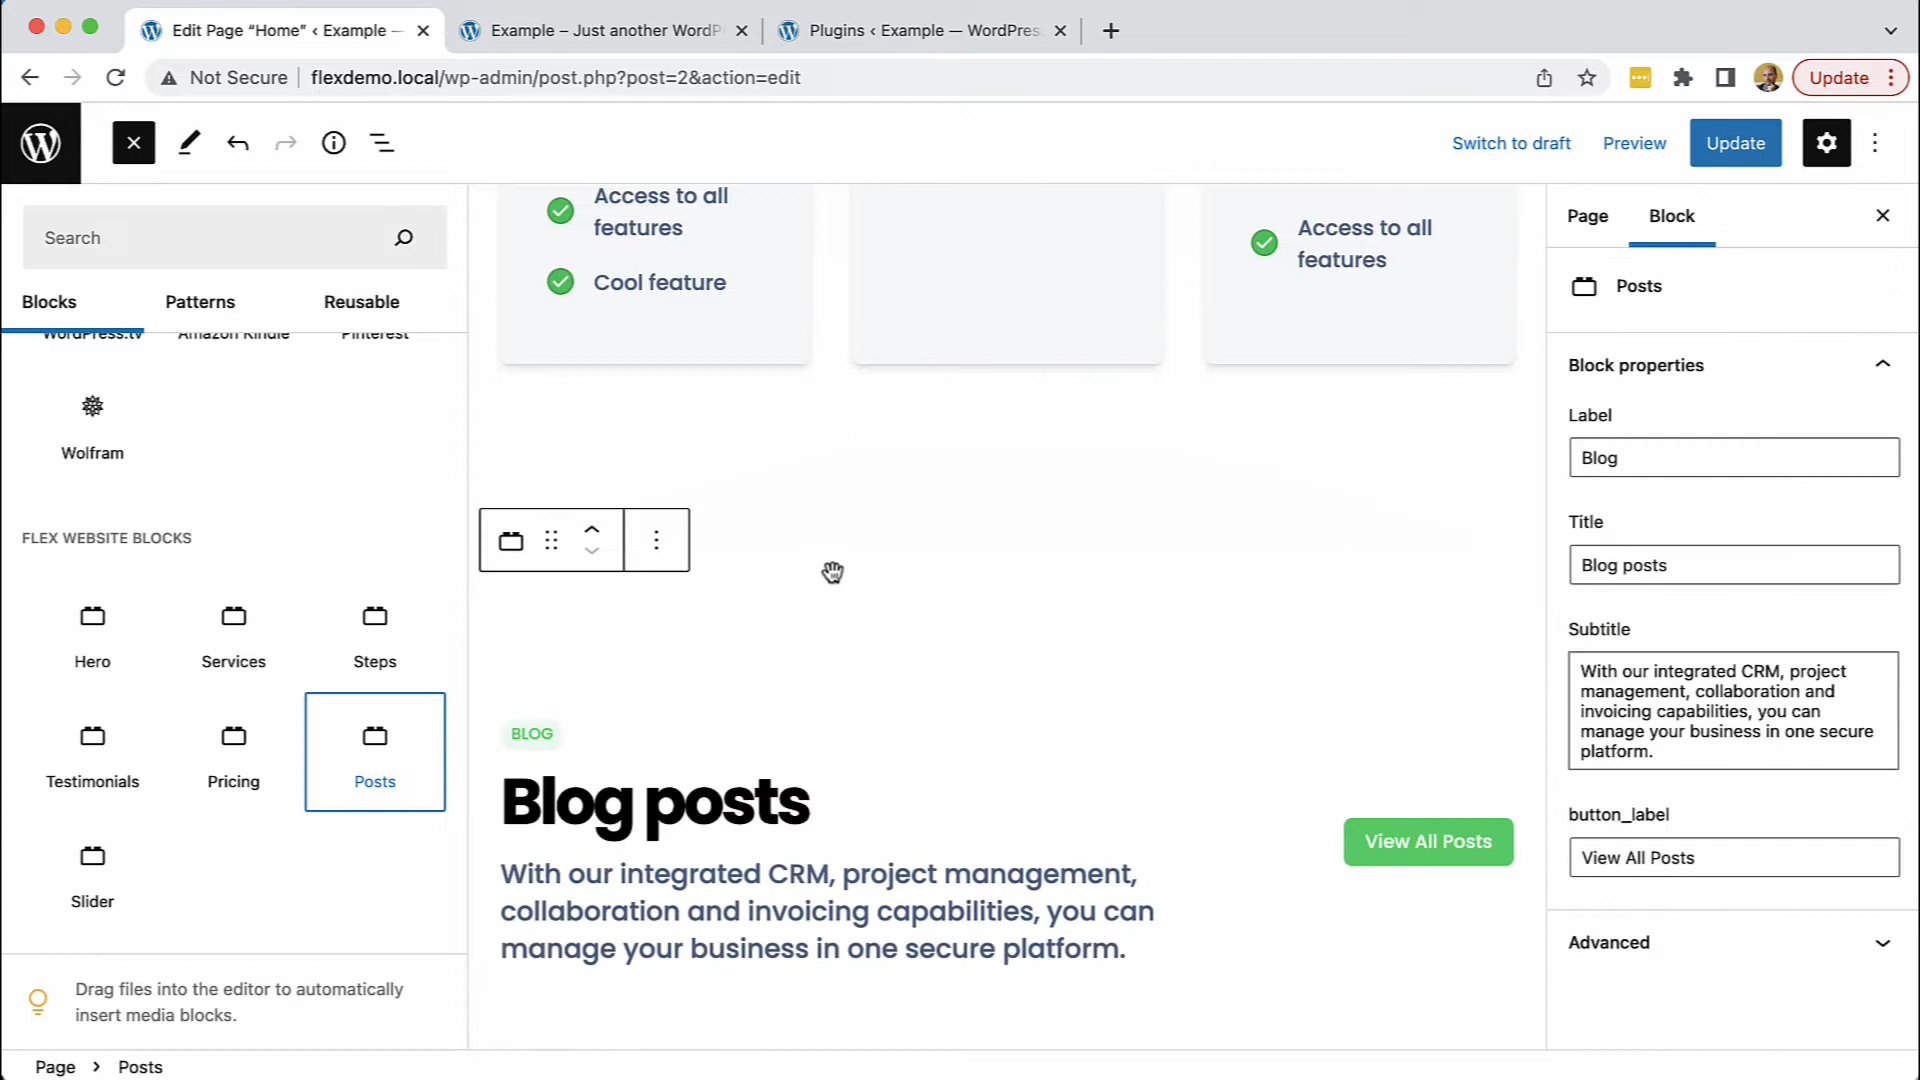 Edit Page “Home” ‹ Example —
Example – Just another WordP
Plugins ‹ Example — WordPres
Not Secure
flexdemo.local/wp-admin/post.php?post=2&action=edit
Update
Switch to draft
Preview
Update
Search
Blocks
Patterns
Reusable
WordPress.tv
Amazon Kindle
Pinterest
Wolfram
FLEX WEBSITE BLOCKS
Hero
Services
Steps
Testimonials
Pricing
Posts
Slider
Drag files into the editor to automatically
insert media blocks.
Access to all
features
Cool feature
Access to all
features
BLOG
Blog posts
With our integrated CRM, project management,
collaboration and invoicing capabilities, you can
manage your business in one secure platform.
View All Posts
Page
Block
Posts
Block properties
Label
Blog
Title
Blog posts
Subtitle
With our integrated CRM, project
management, collaboration and
invoicing capabilities, you can
manage your business in one secure
platform.
button_label
View All Posts
Advanced
Page
Posts